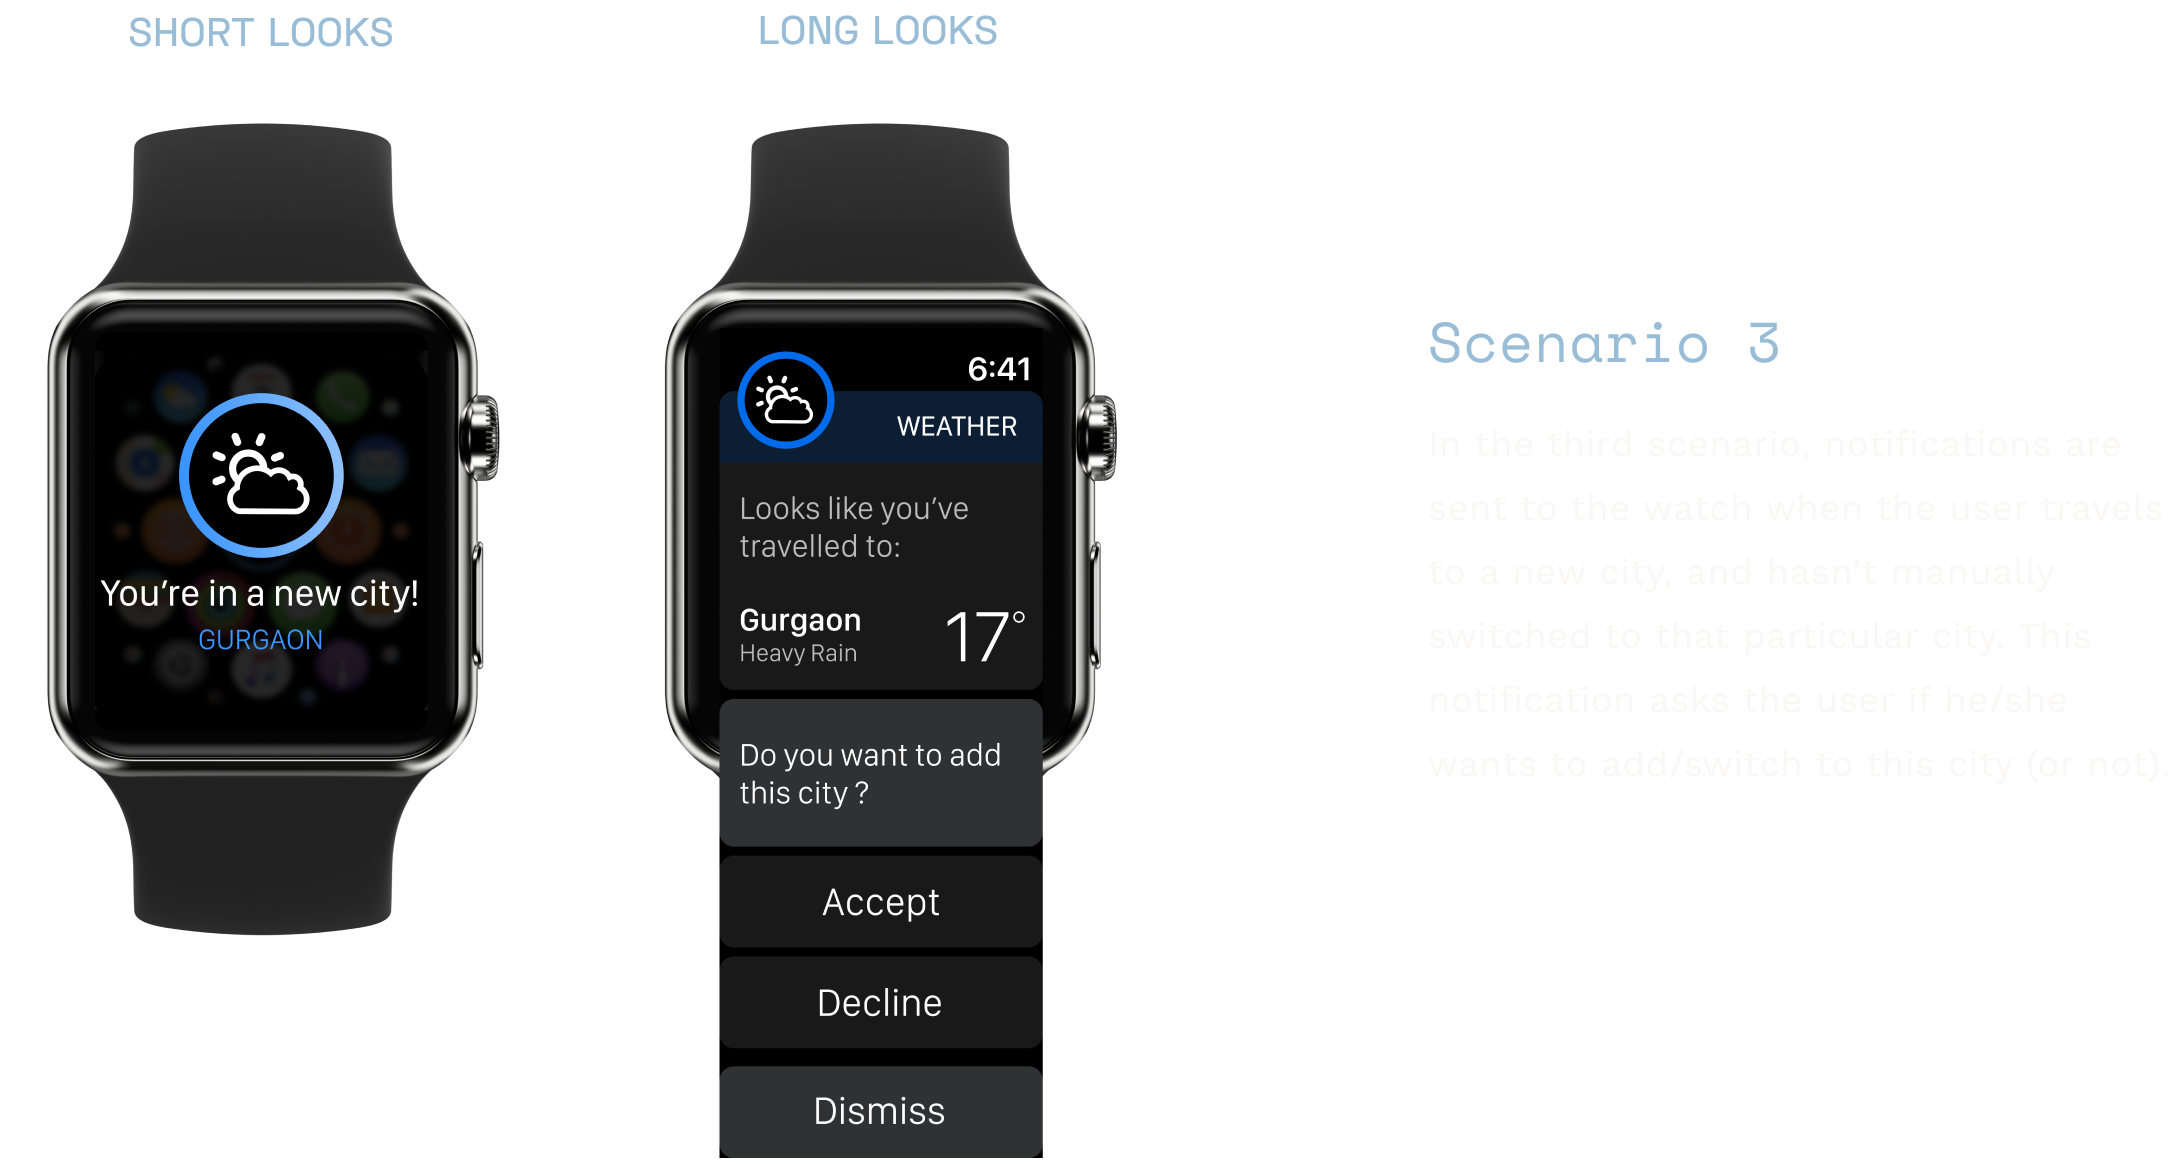 SHORT LOOKS
You’re in a new city!
GURGAON
LONG LOOKS
6:41
WEATHER
Looks like you’ve
travelled to:
Gurgaon
Heavy Rain
17°
Do you want to add
this city ?
Accept
Decline
Dismiss
Scenario 3
In the third scenario, notifications are
sent to the watch when the user travels
to a new city, and hasn’t manually
switched to that particular city. This
notification asks the user if he/she
wants to add/switch to this city (or not).